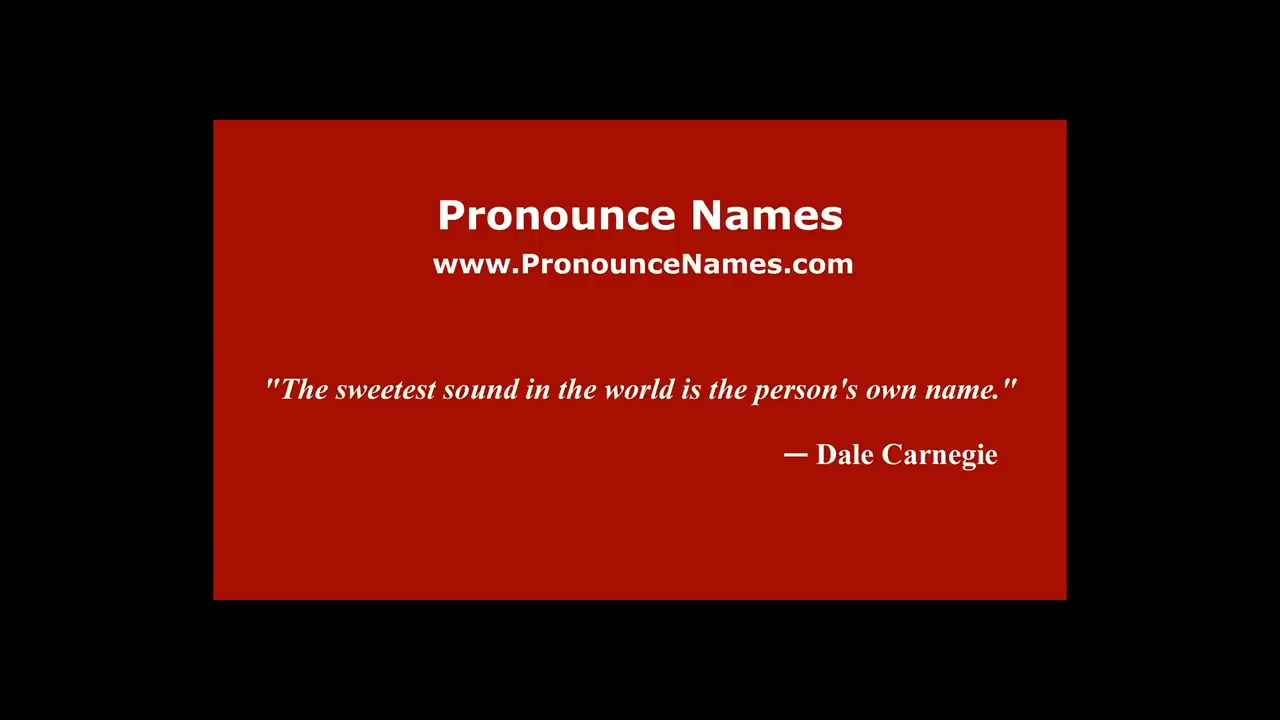 Pronounce Names
www.PronounceNames.com
"The sweetest sound in the world is the person's own name."
— Dale Carnegie